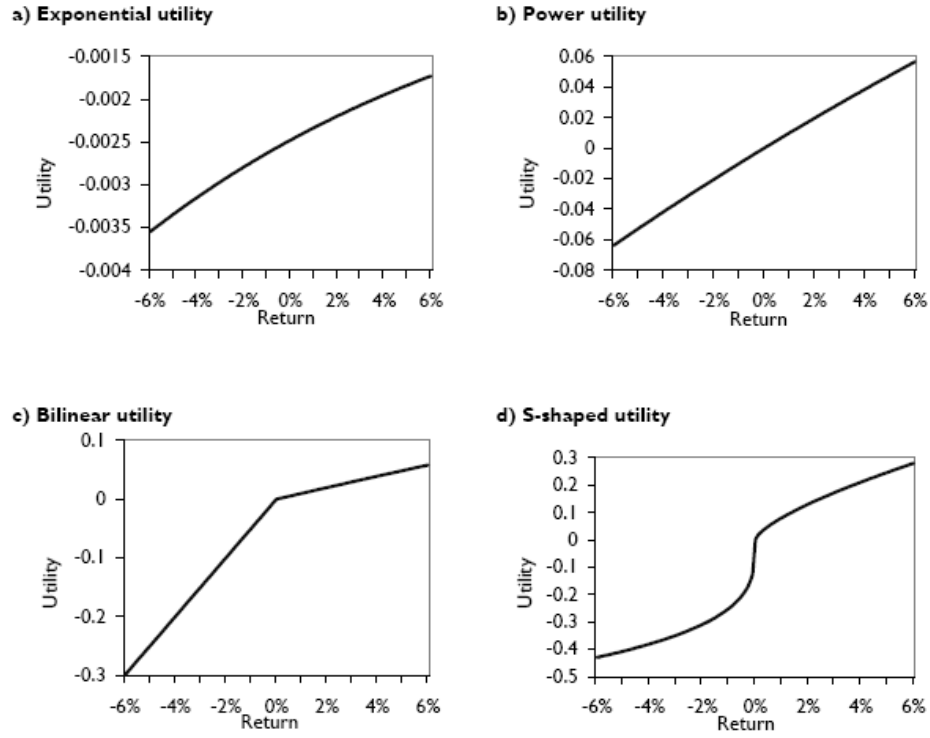 a) Exponential utility
-0.0015
-0.002
-0.0025
-0.003
-0.0035
-0.004
Utility
-6% -4% -2% 0% 2% 4% 6%
Return
b) Power utility
0.06
0.04
0.02
0
-0.02
-0.04
-0.06
-0.08
Utility
-6% -4% -2% 0% 2% 4% 6%
Return
c) Bilinear utility
0.1
0
-0.1
-0.2
-0.3
Utility
-6% -4% -2% 0% 2% 4% 6%
Return
d) S-shaped utility
0.3
0.2
0.1
0
-0.1
-0.2
-0.3
-0.4
-0.5
Utility
-6% -4% -2% 0% 2% 4% 6%
Return